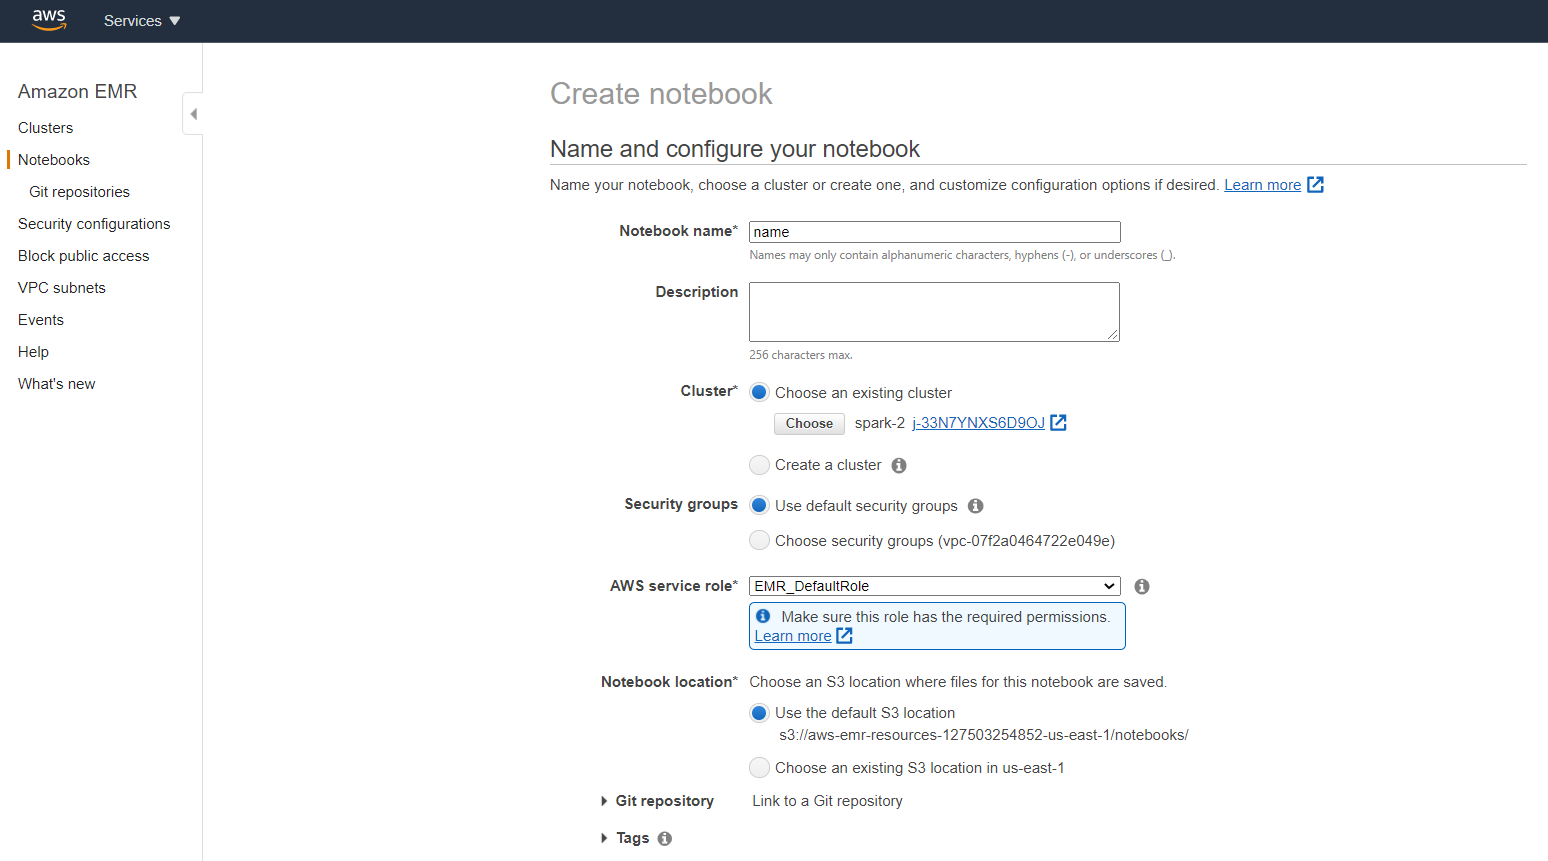 aws Services
Amazon EMR
Clusters
Notebooks
Git repositories
Security configurations
Block public access
VPC subnets
Events
Help
What's new
Create notebook
Name and configure your notebook
Name your notebook, choose a cluster or create one, and customize configuration options if desired. Learn more
Notebook name* name
Names may only contain alphanumeric characters, hyphens (-), or underscores (_).
Description
256 characters max.
Cluster* Choose an existing cluster
Choose spark-2 j-33N7YNXS6D9OJ
Create a cluster
Security groups Use default security groups
Choose security groups (vpc-07f2a0464722e049e)
AWS service role* EMR_DefaultRole
Make sure this role has the required permissions.
Learn more
Notebook location* Choose an S3 location where files for this notebook are saved.
Use the default S3 location
s3://aws-emr-resources-127503254852-us-east-1/notebooks/
Choose an existing S3 location in us-east-1
Git repository Link to a Git repository
Tags